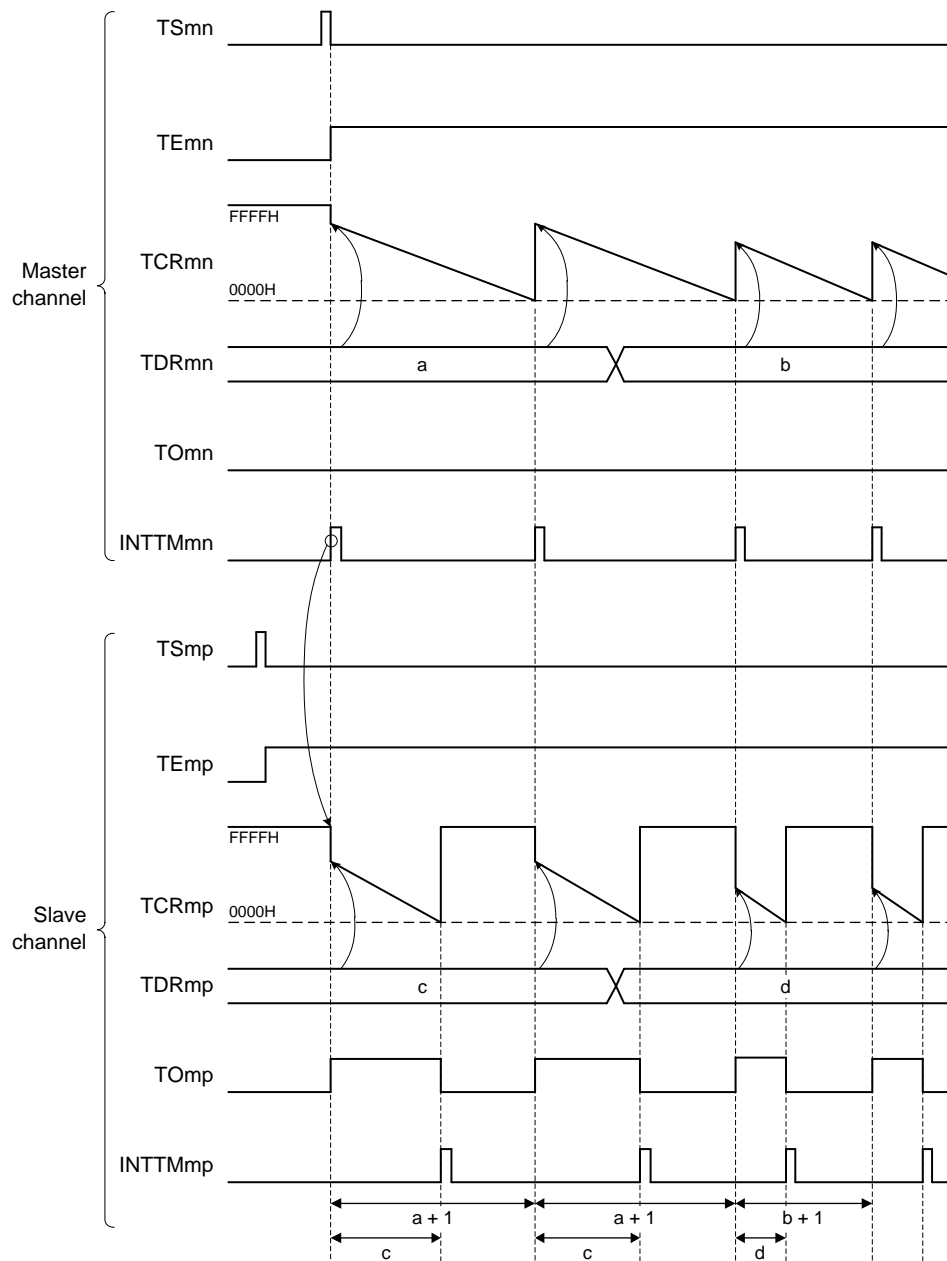 TSmn
TEmn
FFFFH
TCRmn
Master
channel
0000H
TDRmn
a
b
TOmn
INTTMmn
TSmp
TEmp
FFFFH
TCRmp
0000H
Slave
channel
TDRmp
c
d
TOmp
INTTMmp
a + 1
a + 1
b + 1
c
c
d